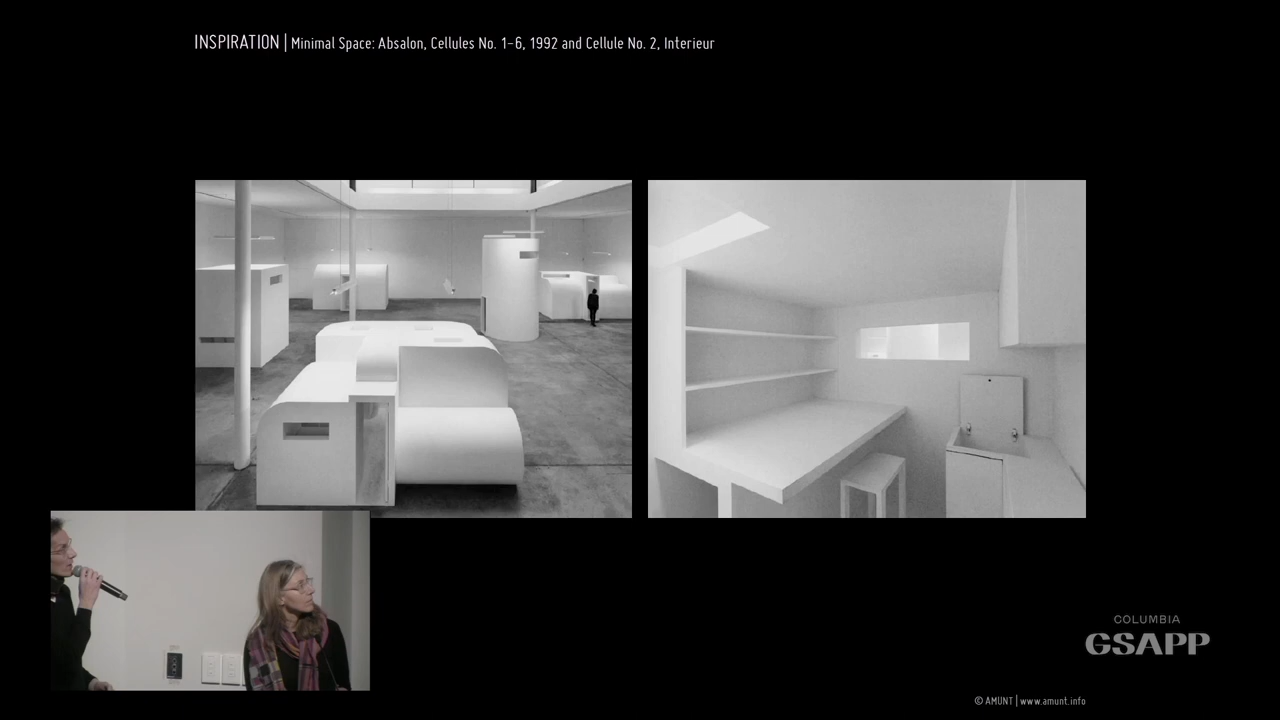 INSPIRATION | Minimal Space: Absalon, Cellules No. 1-6, 1992 and Cellule No. 2, Interieur
COLUMBIA
GSAPP
© AMUNT | www.amunt.info